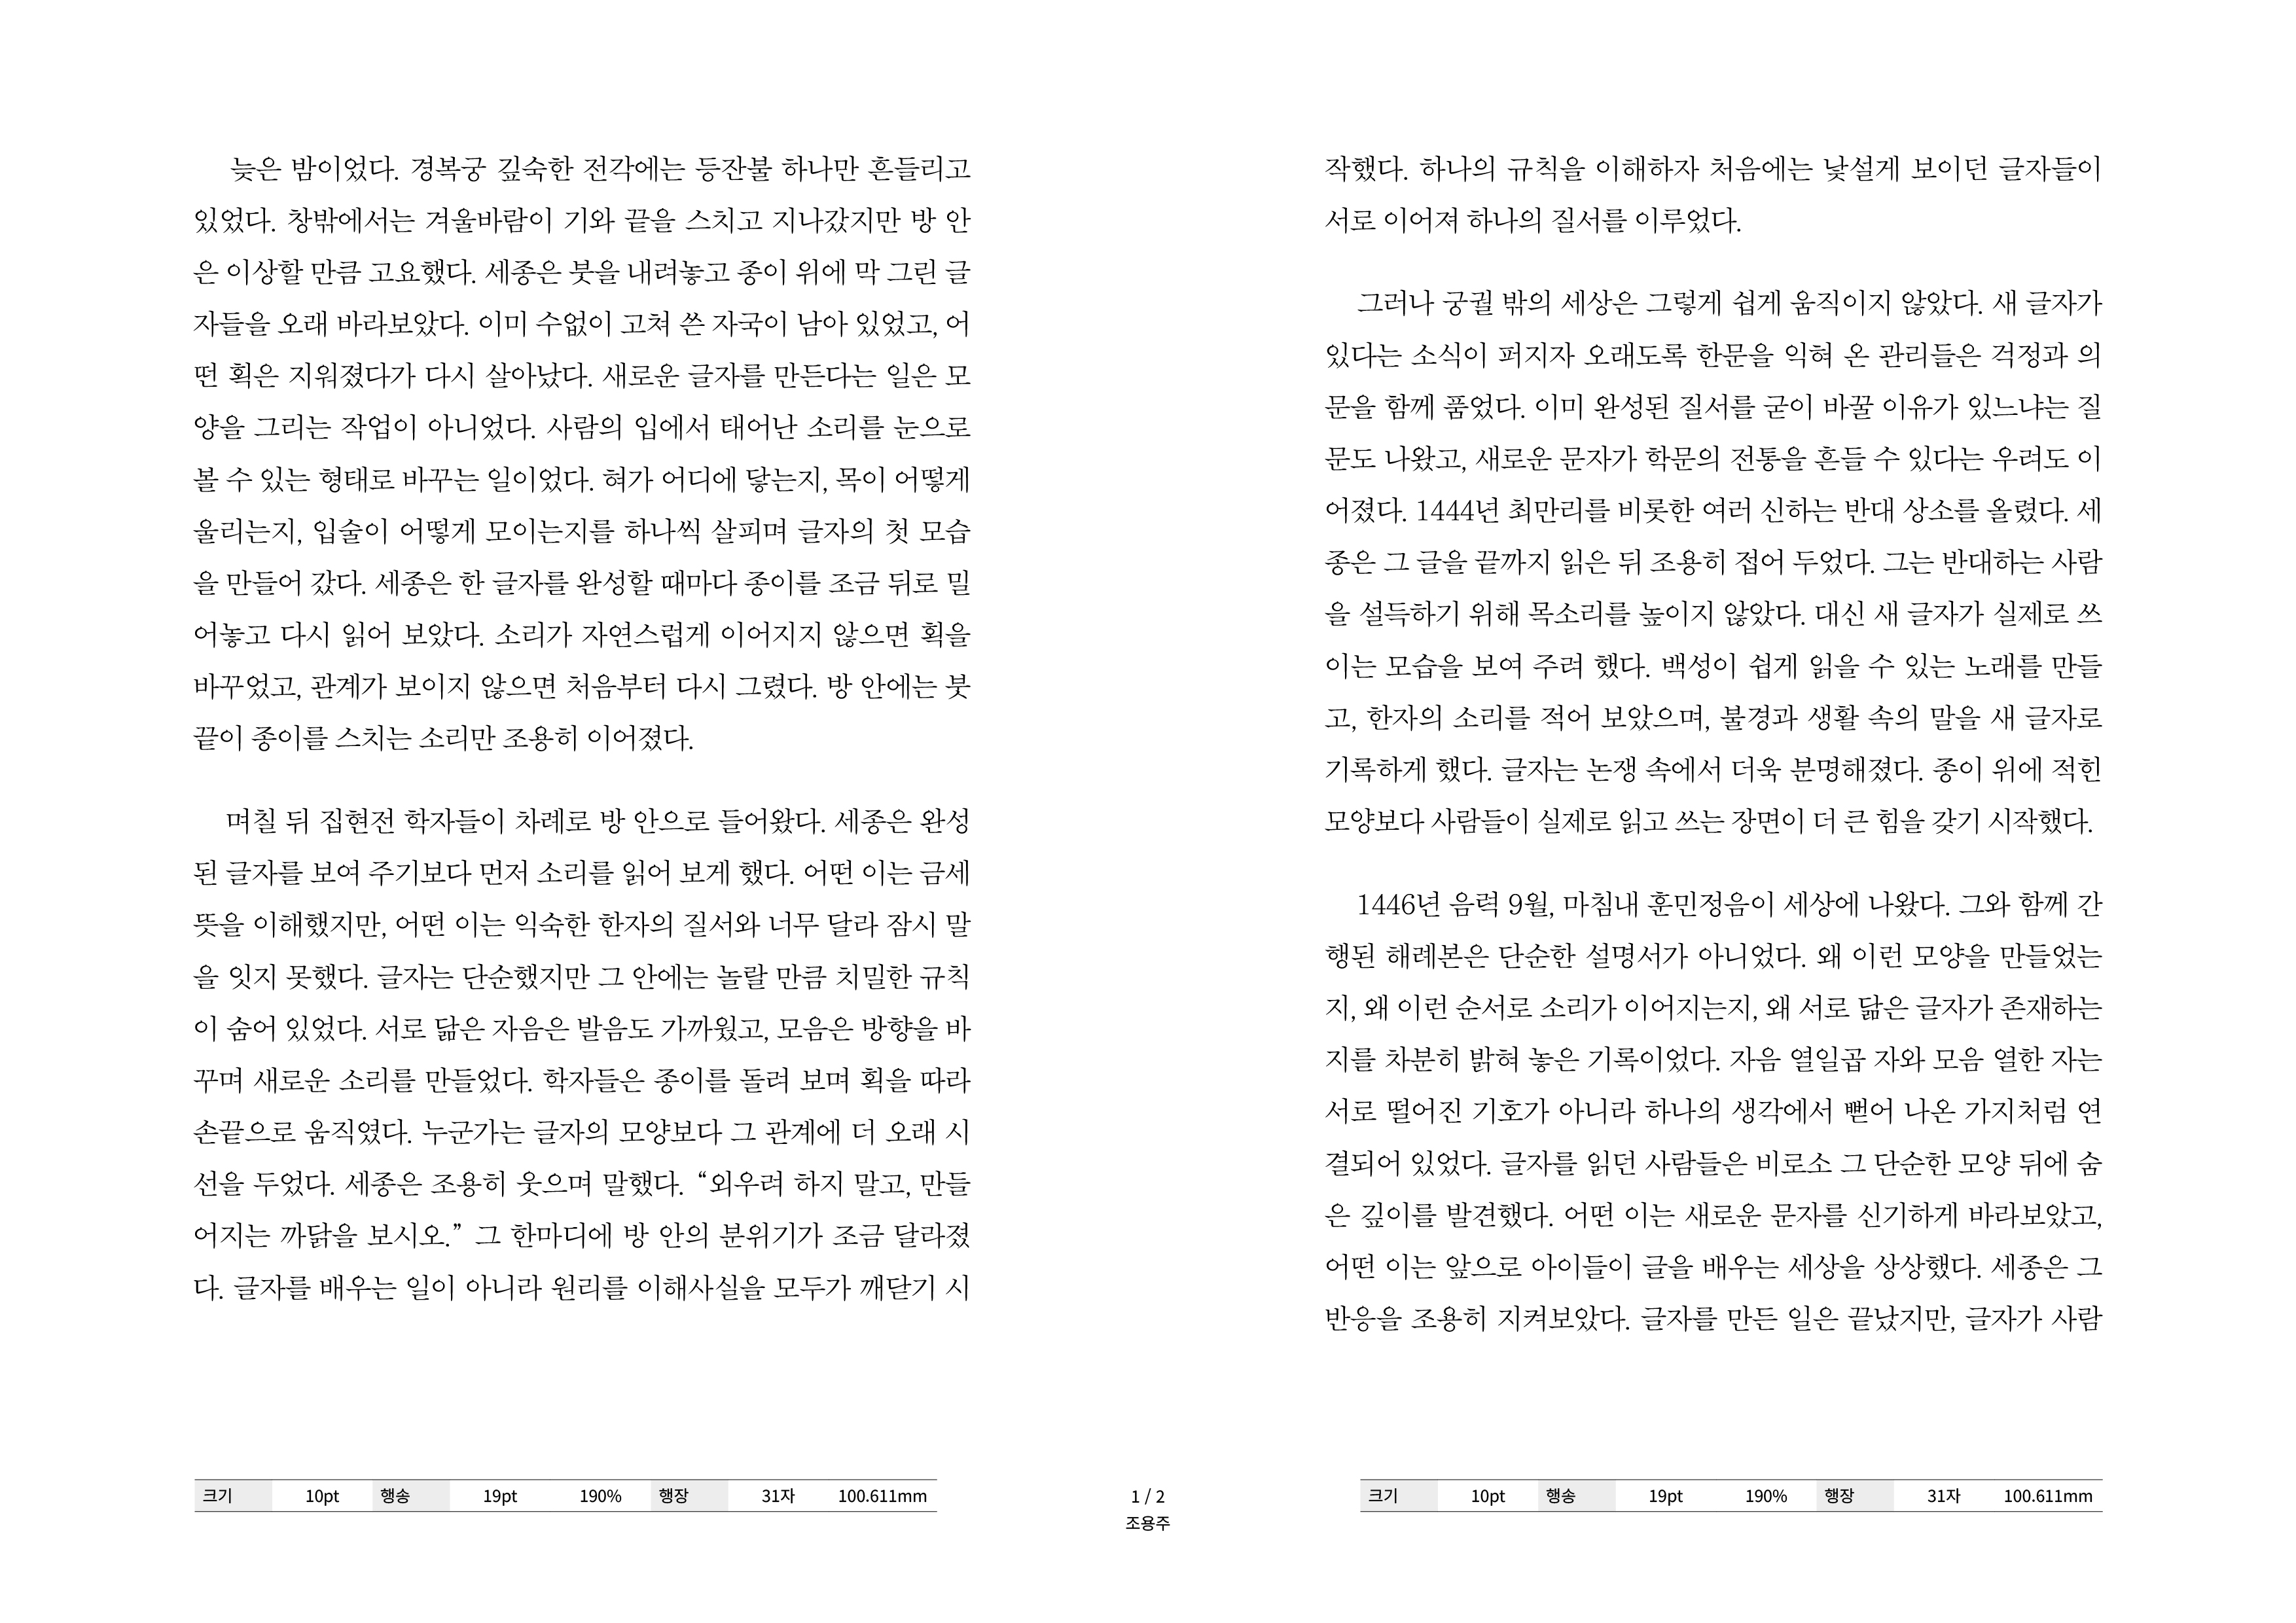 늦은 밤이었다. 경복궁 깊숙한 전각에는 등잔불 하나만 흔들리고
있었다. 창밖에서는 겨울바람이 기와 끝을 스치고 지나갔지만 방 안
은 이상할 만큼 고요했다. 세종은 붓을 내려놓고 종이 위에 막 그린 글
자들을 오래 바라보았다. 이미 수없이 고쳐 쓴 자국이 남아 있었고, 어
떤 획은 지워졌다가 다시 살아났다. 새로운 글자를 만든다는 일은 모
양을 그리는 작업이 아니었다. 사람의 입에서 태어난 소리를 눈으로
볼 수 있는 형태로 바꾸는 일이었다. 혀가 어디에 닿는지, 목이 어떻게
울리는지, 입술이 어떻게 모이는지를 하나씩 살피며 글자의 첫 모습
을 만들어 갔다. 세종은 한 글자를 완성할 때마다 종이를 조금 뒤로 밀
어놓고 다시 읽어 보았다. 소리가 자연스럽게 이어지지 않으면 획을
바꾸었고, 관계가 보이지 않으면 처음부터 다시 그렸다. 방 안에는 붓
끝이 종이를 스치는 소리만 조용히 이어졌다.
며칠 뒤 집현전 학자들이 차례로 방 안으로 들어왔다. 세종은 완성
된 글자를 보여 주기보다 먼저 소리를 읽어 보게 했다. 어떤 이는 금세
뜻을 이해했지만, 어떤 이는 익숙한 한자의 질서와 너무 달라 잠시 말
을 잇지 못했다. 글자는 단순했지만 그 안에는 놀랄 만큼 치밀한 규칙
이 숨어 있었다. 서로 닮은 자음은 발음도 가까웠고, 모음은 방향을 바
꾸며 새로운 소리를 만들었다. 학자들은 종이를 돌려 보며 획을 따라
손끝으로 움직였다. 누군가는 글자의 모양보다 그 관계에 더 오래 시
선을 두었다. 세종은 조용히 웃으며 말했다. “외우려 하지 말고, 만들
어지는 까닭을 보시오.” 그 한마디에 방 안의 분위기가 조금 달라졌
다. 글자를 배우는 일이 아니라 원리를 이해사실을 모두가 깨닫기 시
작했다. 하나의 규칙을 이해하자 처음에는 낯설게 보이던 글자들이
서로 이어져 하나의 질서를 이루었다.
그러나 궁궐 밖의 세상은 그렇게 쉽게 움직이지 않았다. 새 글자가
있다는 소식이 퍼지자 오래도록 한문을 익혀 온 관리들은 걱정과 의
문을 함께 품었다. 이미 완성된 질서를 굳이 바꿀 이유가 있느냐는 질
문도 나왔고, 새로운 문자가 학문의 전통을 흔들 수 있다는 우려도 이
어졌다. 1444년 최만리를 비롯한 여러 신하는 반대 상소를 올렸다. 세
종은 그 글을 끝까지 읽은 뒤 조용히 접어 두었다. 그는 반대하는 사람
을 설득하기 위해 목소리를 높이지 않았다. 대신 새 글자가 실제로 쓰
이는 모습을 보여 주려 했다. 백성이 쉽게 읽을 수 있는 노래를 만들
고, 한자의 소리를 적어 보았으며, 불경과 생활 속의 말을 새 글자로
기록하게 했다. 글자는 논쟁 속에서 더욱 분명해졌다. 종이 위에 적힌
모양보다 사람들이 실제로 읽고 쓰는 장면이 더 큰 힘을 갖기 시작했다.
1446년 음력 9월, 마침내 훈민정음이 세상에 나왔다. 그와 함께 간
행된 해례본은 단순한 설명서가 아니었다. 왜 이런 모양을 만들었는
지, 왜 이런 순서로 소리가 이어지는지, 왜 서로 닮은 글자가 존재하는
지를 차분히 밝혀 놓은 기록이었다. 자음 열일곱 자와 모음 열한 자는
서로 떨어진 기호가 아니라 하나의 생각에서 뻗어 나온 가지처럼 연
결되어 있었다. 글자를 읽던 사람들은 비로소 그 단순한 모양 뒤에 숨
은 깊이를 발견했다. 어떤 이는 새로운 문자를 신기하게 바라보았고,
어떤 이는 앞으로 아이들이 글을 배우는 세상을 상상했다. 세종은 그
반응을 조용히 지켜보았다. 글자를 만든 일은 끝났지만, 글자가 사람
크기 10pt 행송 19pt 190% 행장 31자 100.611mm
1 / 2
조용주
크기 10pt 행송 19pt 190% 행장 31자 100.611mm